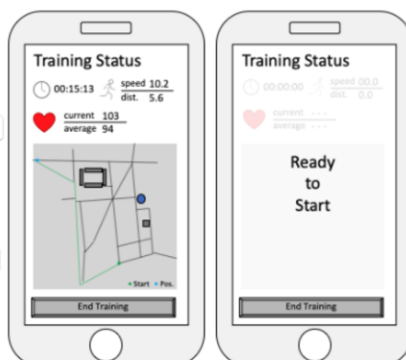 Training Status
00:15:13
speed 10.2
dist. 5.6
current 103
average 94
Start Pos.
End Training
Training Status
00:00:00
speed 00.0
dist. 0.0
current ---
average ---
Ready
to
Start
End Training